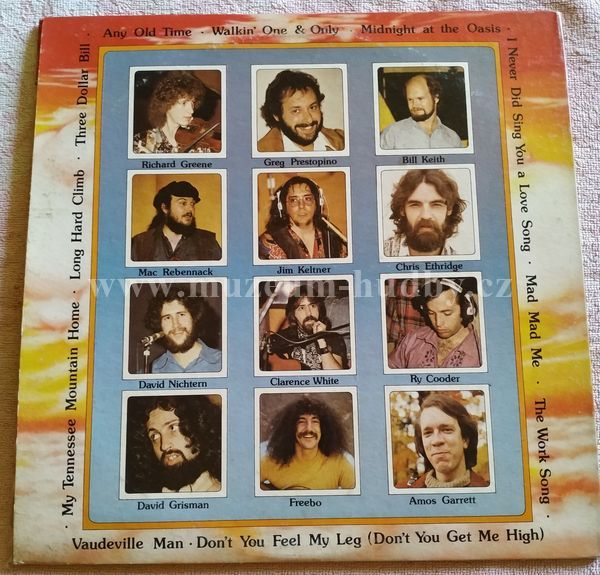 Any Old Time · Walkin' One & Only · Midnight at the Oasis ·
I Never Did Sing You a Love Song · Mad Mad Me · The Work Song ·
Vaudeville Man · Don't You Feel My Leg (Don't You Get Me High)
· My Tennessee Mountain Home · Long Hard Climb · Three Dollar Bill ·
Richard Greene
Greg Prestopino
Bill Keith
Mac Rebennack
Jim Keltner
Chris Ethridge
www.muzeum-hudby.cz
David Nichtern
Clarence White
Ry Cooder
David Grisman
Freebo
Amos Garrett